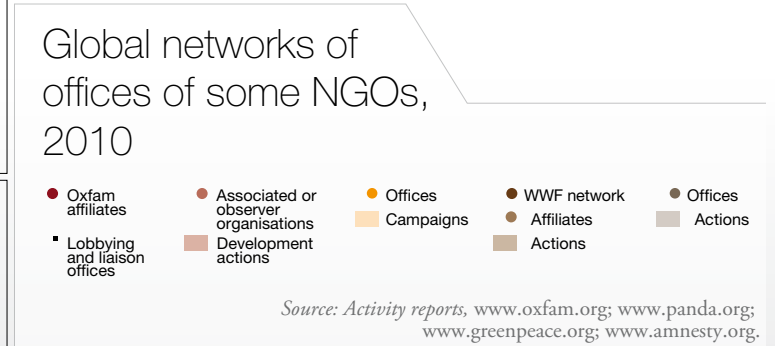 Global networks of
offices of some NGOs,
2010
Oxfam
affiliates
Lobbying
and liaison
offices
Associated or
observer
organisations
Development
actions
Offices
Campaigns
WWF network
Affiliates
Actions
Offices
Actions
Source: Activity reports, www.oxfam.org; www.panda.org;
www.greenpeace.org; www.amnesty.org.